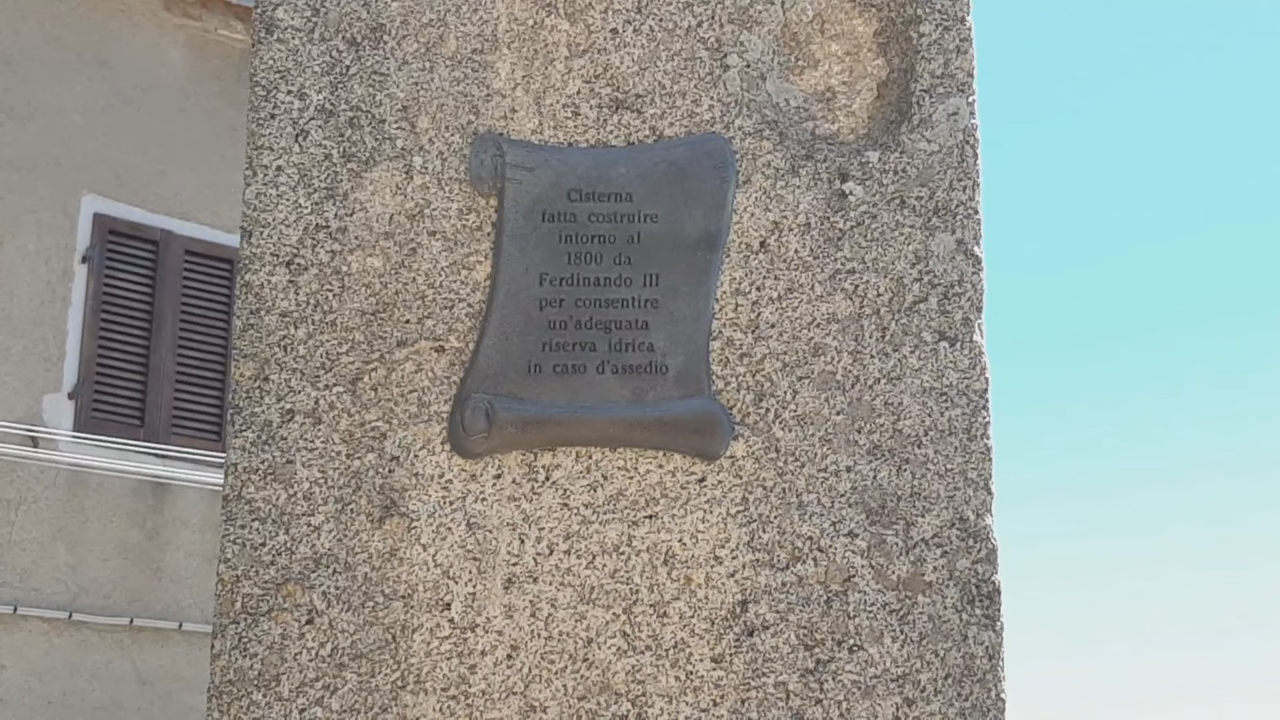 Cisterna
fatta costruire
intorno al
1800 da
Ferdinando III
per consentire
un'adeguata
riserva idrica
in caso d'assedio